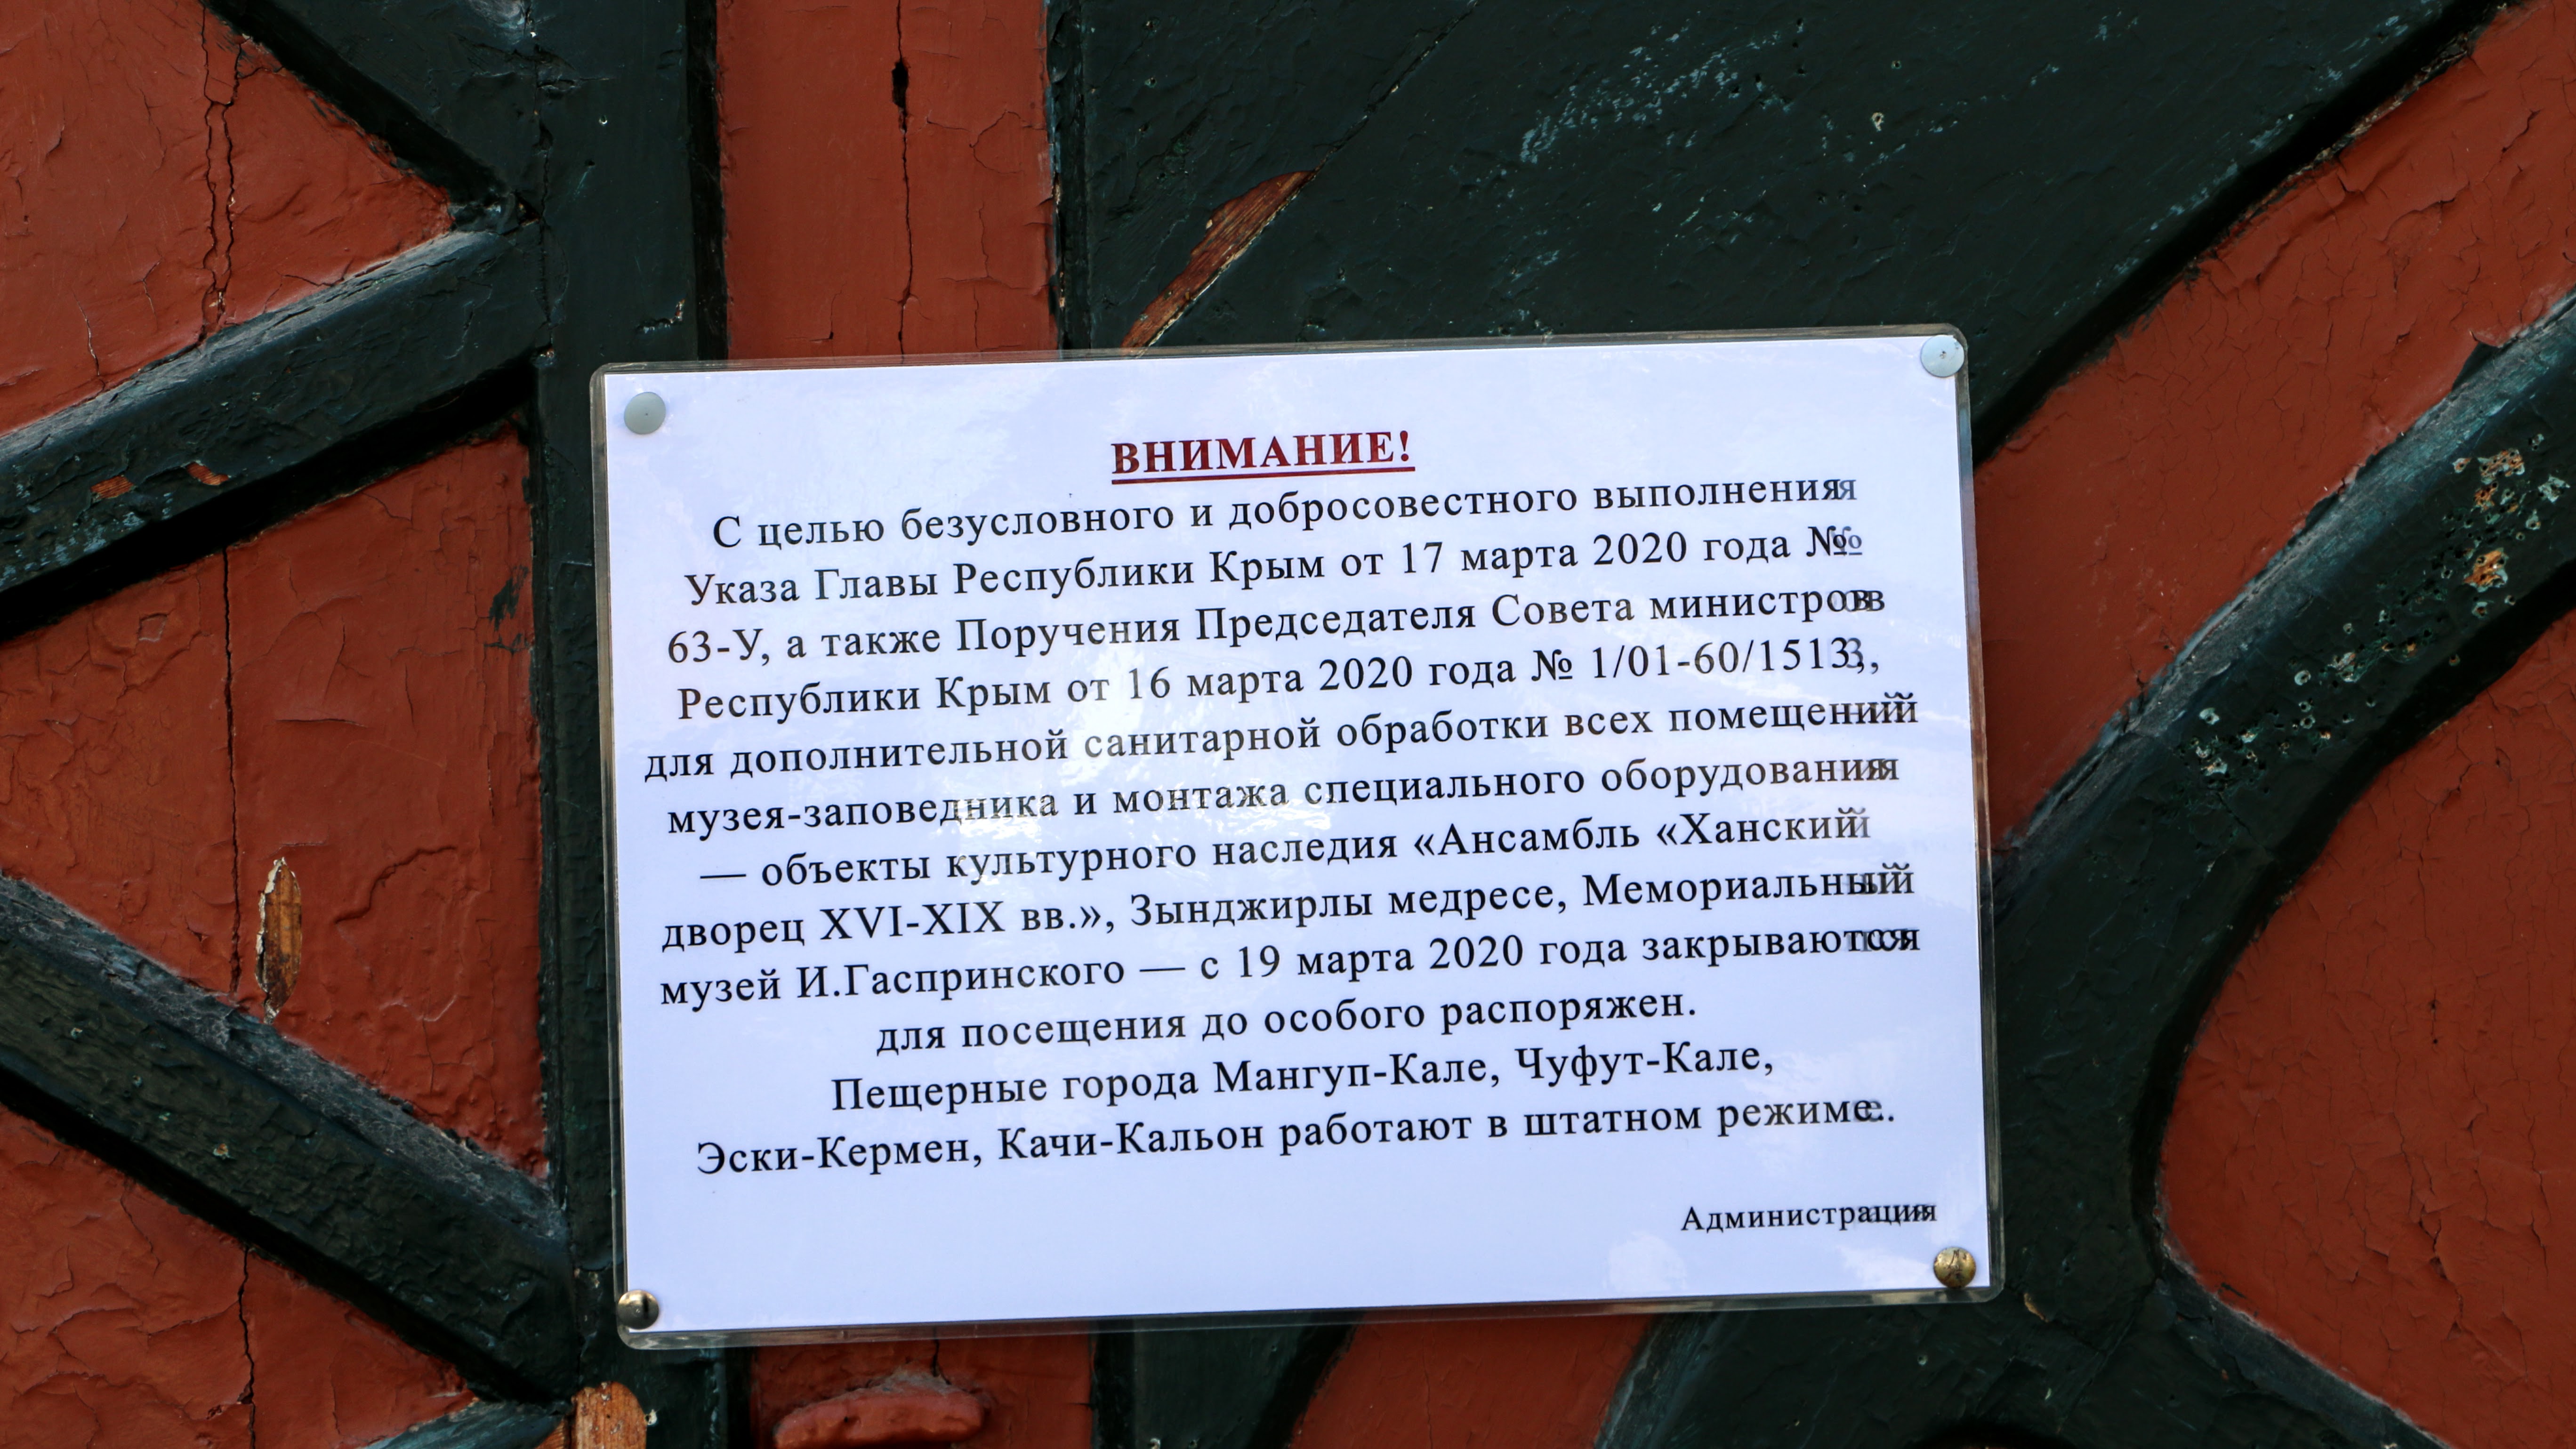 ВНИМАНИЕ!
С целью безусловного и добросовестного выполнения
Указа Главы Республики Крым от 17 марта 2020 года №
63-У, а также Поручения Председателя Совета министров
Республики Крым от 16 марта 2020 года № 1/01-60/1513,
для дополнительной санитарной обработки всех помещений
музея-заповедника и монтажа специального оборудования
— объекты культурного наследия «Ансамбль «Ханский
дворец XVI-XIX вв.», Зынджирлы медресе, Мемориальный
музей И.Гаспринского — с 19 марта 2020 года закрываются
для посещения до особого распоряжен.
Пещерные города Мангуп-Кале, Чуфут-Кале,
Эски-Кермен, Качи-Кальон работают в штатном режиме.
Администрация